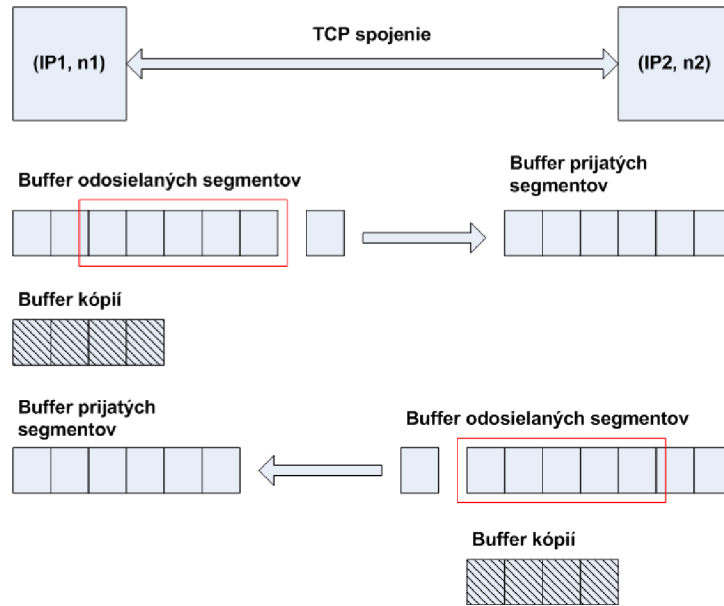 TCP spojenie
(IP1, n1)
(IP2, n2)
Buffer odosielaných segmentov
Buffer prijatých
segmentov
Buffer kópií
Buffer prijatých
segmentov
Buffer odosielaných segmentov
Buffer kópií